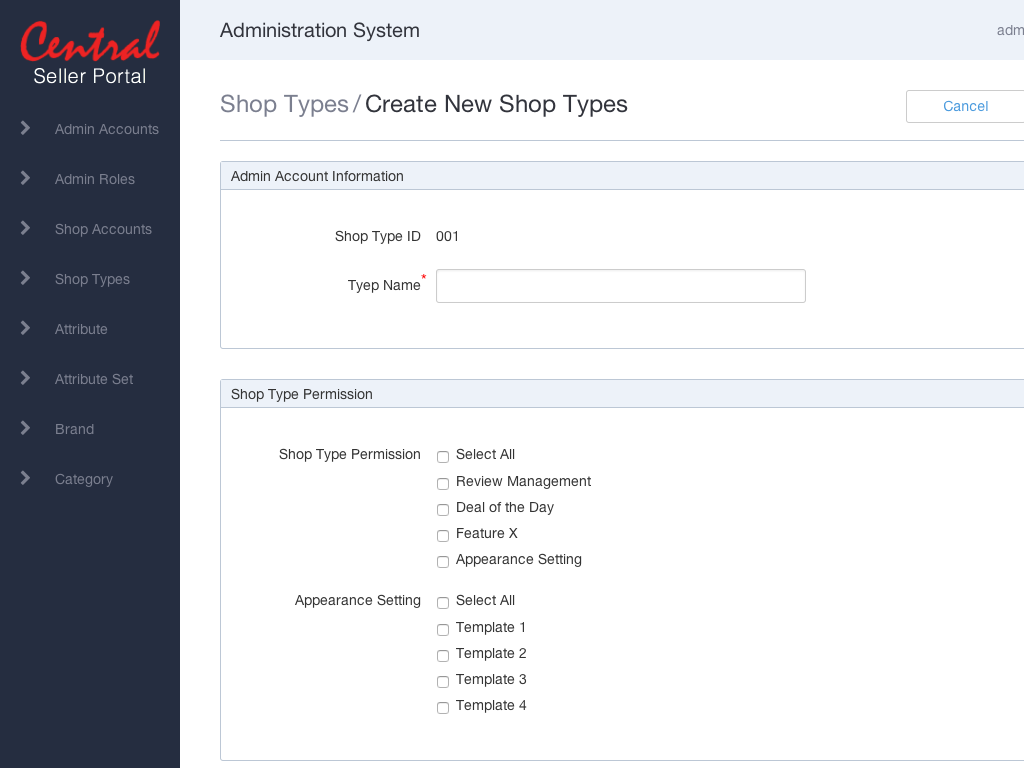 Central
Seller Portal
Admin Accounts
Admin Roles
Shop Accounts
Shop Types
Attribute
Attribute Set
Brand
Category
Administration System
adm
Shop Types / Create New Shop Types
Cancel
Admin Account Information
Shop Type ID 001
Tyep Name*
Shop Type Permission
Shop Type Permission Select All
Review Management
Deal of the Day
Feature X
Appearance Setting
Appearance Setting Select All
Template 1
Template 2
Template 3
Template 4